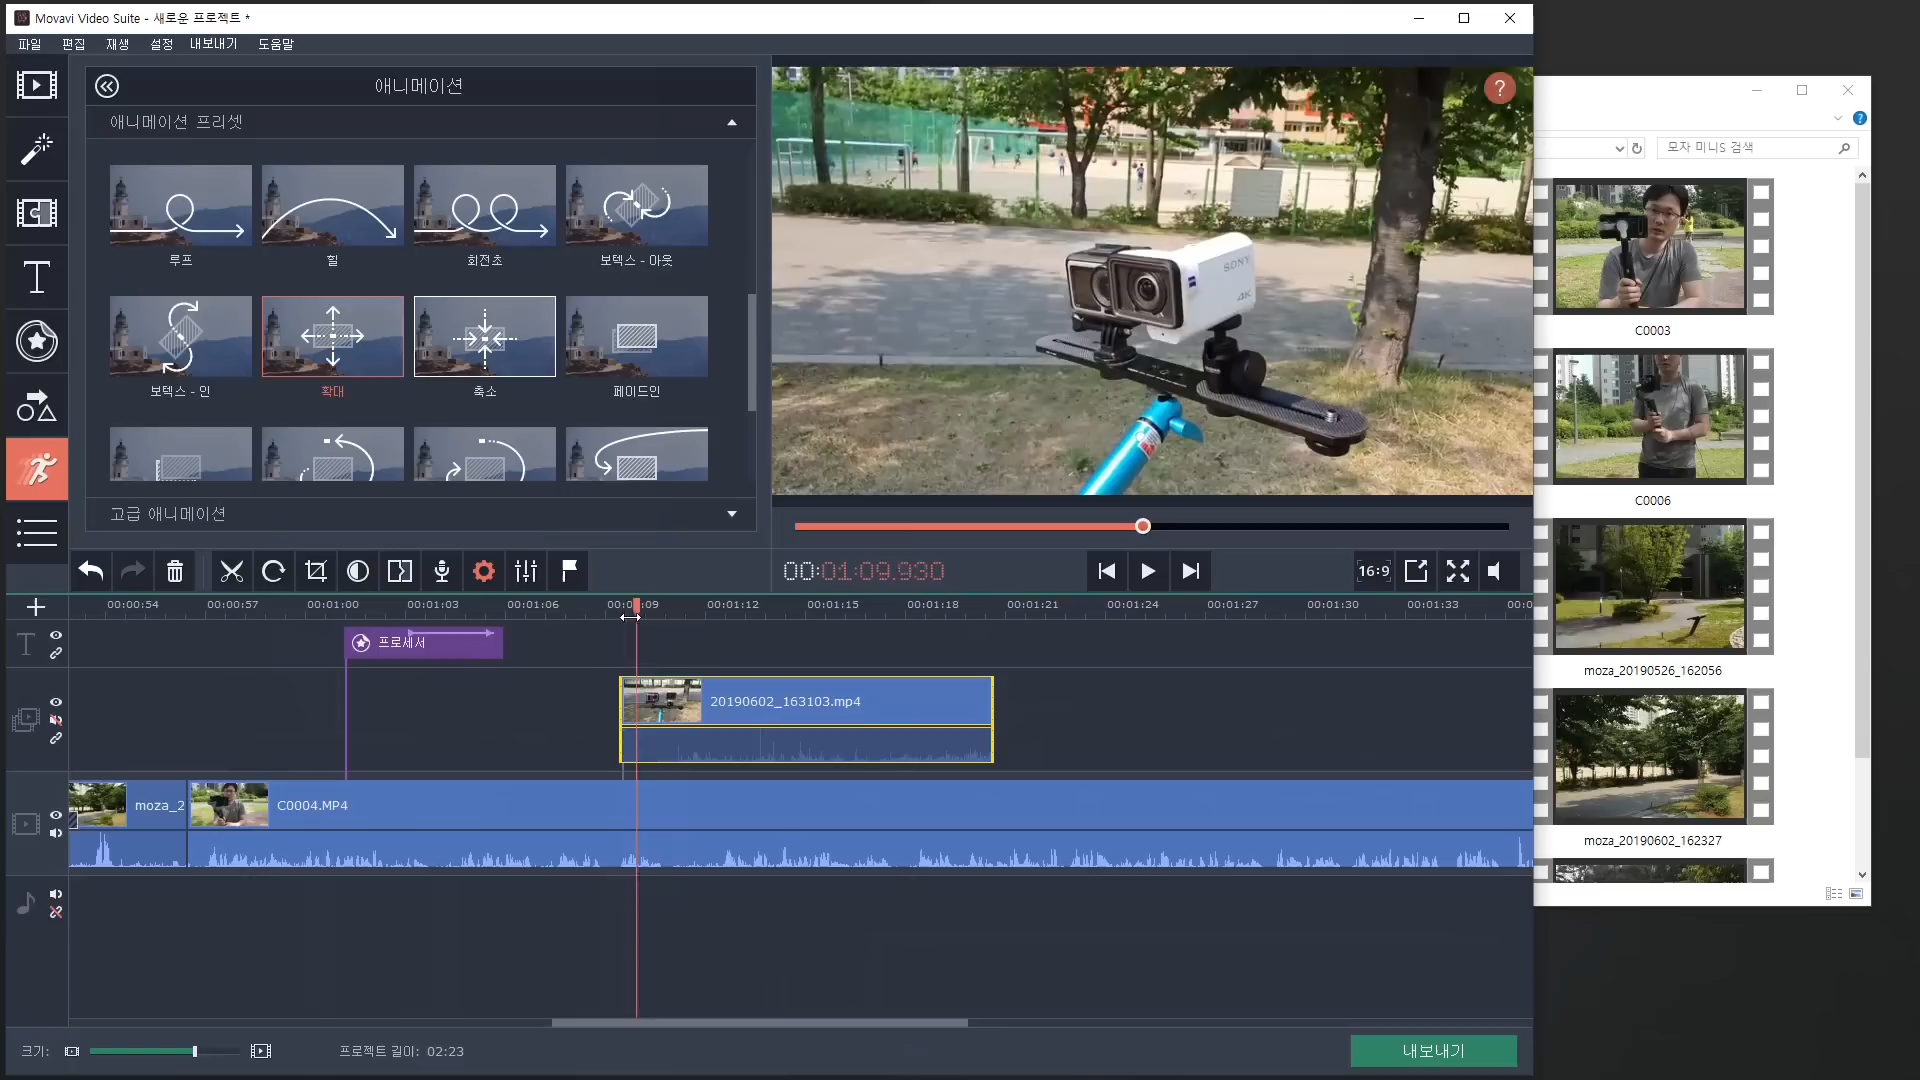 Movavi Video Suite - 새로운 프로젝트 *
파일 편집 재생 설정 내보내기 도움말
애니메이션
애니메이션 프리셋
루프 힐 회전초 보텍스 - 아웃
보텍스 - 인 확대 축소 페이드인
고급 애니메이션
SONY
4K
?
모자 미니S 검색
C0003
C0006
moza_20190526_162056
moza_20190602_162327
00:01:09.930
16:9
00:00:54 00:00:57 00:01:00 00:01:03 00:01:06 00:01:12 00:01:15 00:01:18 00:01:21 00:01:24 00:01:27 00:01:30 00:01:33
프로세서
20190602_163103.mp4
moza_2
C0004.MP4
크기:
프로젝트 길이: 02:23
내보내기